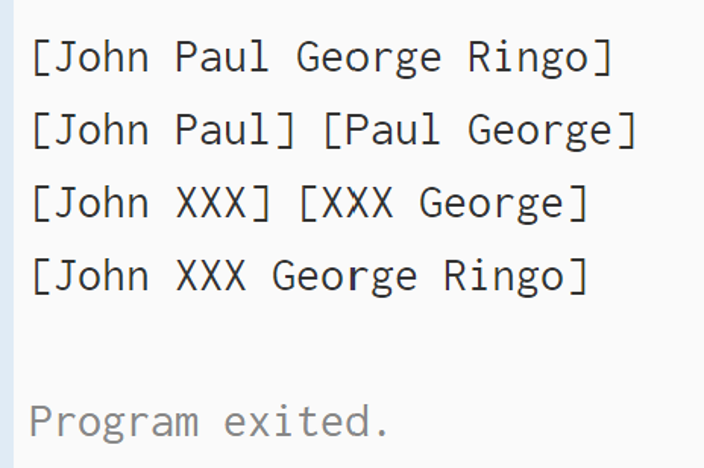 [John Paul George Ringo]
[John Paul] [Paul George]
[John XXX] [XXX George]
[John XXX George Ringo]
Program exited.